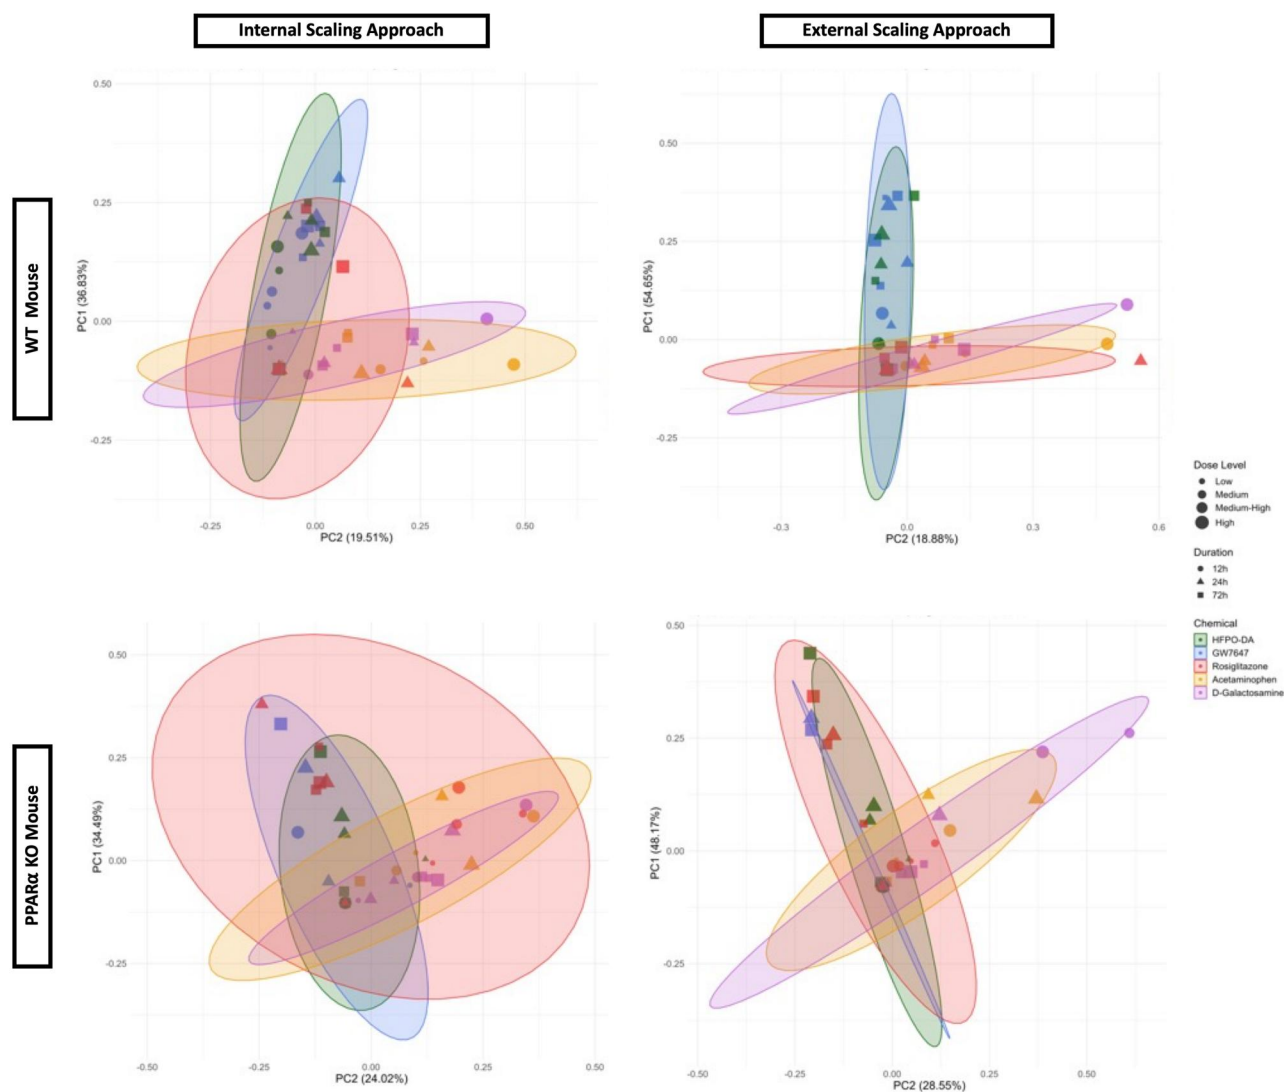 Internal Scaling Approach
External Scaling Approach
WT Mouse
PPARα KO Mouse
0.50
0.25
0.00
-0.25
PC1 (36.83%)
-0.25
0.00
0.25
0.50
PC2 (19.51%)
0.50
0.25
0.00
-0.25
PC1 (54.65%)
-0.3
0.0
0.3
0.6
PC2 (18.88%)
Dose Level
Low
Medium
Medium-High
High
Duration
12h
24h
72h
Chemical
HFPO-DA
GW7647
Rosiglitazone
Acetaminophen
D-Galactosamine
0.50
0.25
0.00
-0.25
PC1 (34.49%)
-0.50
-0.25
0.00
0.25
0.50
PC2 (24.02%)
0.50
0.25
0.00
-0.25
PC1 (48.17%)
-0.50
-0.25
0.00
0.25
0.50
PC2 (28.55%)